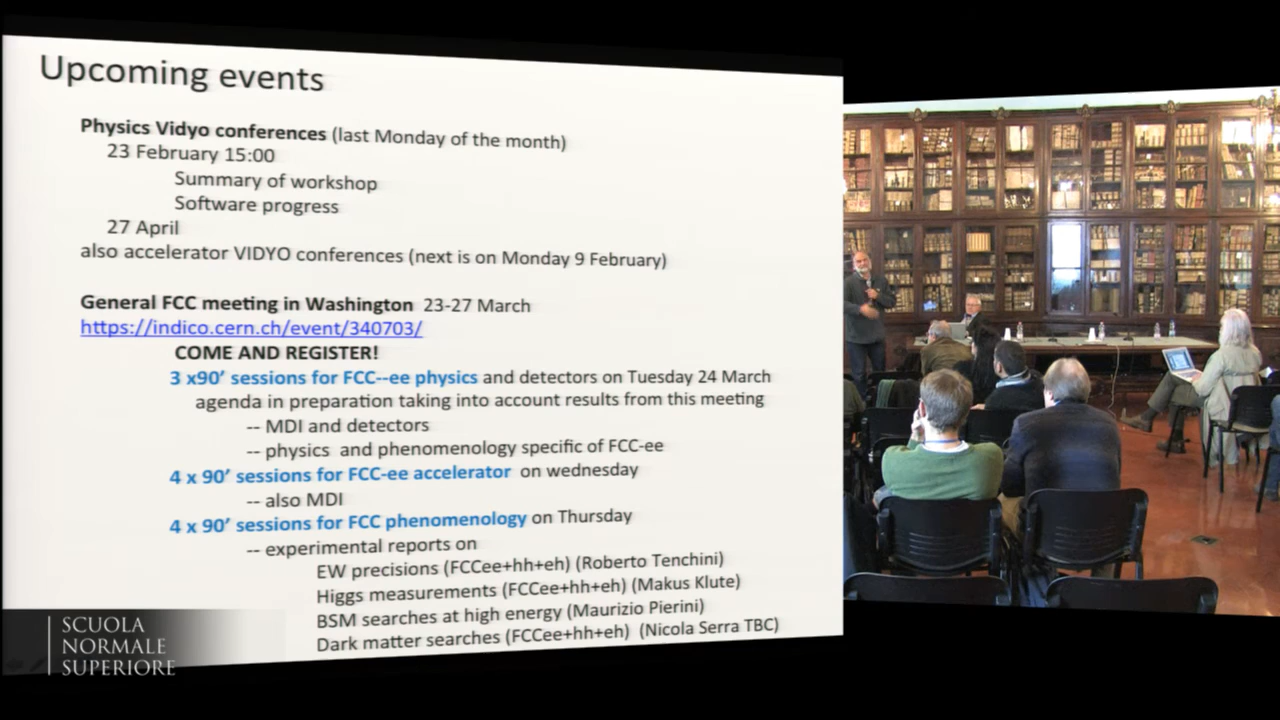 Upcoming events
Physics Vidyo conferences (last Monday of the month)
23 February 15:00
Summary of workshop
Software progress
27 April
also accelerator VIDYO conferences (next is on Monday 9 February)
General FCC meeting in Washington 23-27 March
https://indico.cern.ch/event/340703/
COME AND REGISTER!
3 x90’ sessions for FCC--ee physics and detectors on Tuesday 24 March
agenda in preparation taking into account results from this meeting
-- MDI and detectors
-- physics and phenomenology specific of FCC-ee
4 x 90’ sessions for FCC-ee accelerator on wednesday
-- also MDI
4 x 90’ sessions for FCC phenomenology on Thursday
-- experimental reports on
EW precisions (FCCee+hh+eh) (Roberto Tenchini)
Higgs measurements (FCCee+hh+eh) (Makus Klute)
BSM searches at high energy (Maurizio Pierini)
Dark matter searches (FCCee+hh+eh) (Nicola Serra TBC)
SCUOLA
NORMALE
SUPERIORE